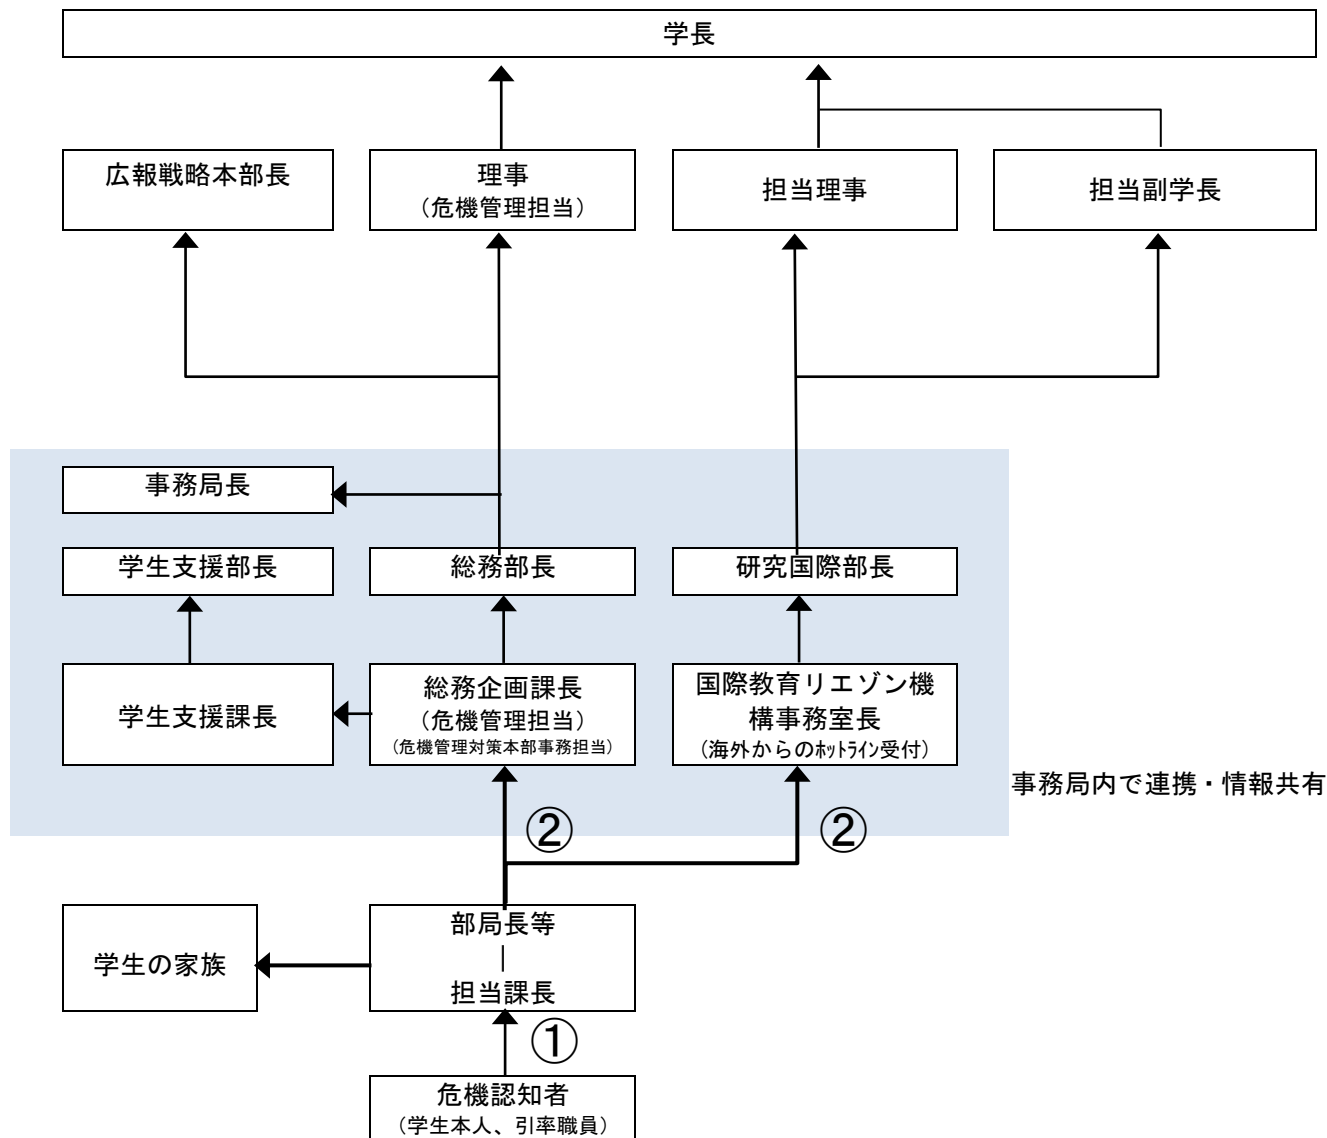 学長
広報戦略本部長
理事
（危機管理担当）
担当理事
担当副学長
事務局長
学生支援部長
総務部長
研究国際部長
学生支援課長
総務企画課長
（危機管理担当）
（危機管理対策本部事務担当）
国際教育リエゾン機
構事務室長
（海外からのﾎｯﾄﾗｲﾝ受付）
事務局内で連携・情報共有
②
②
学生の家族
部局長等
｜
担当課長
①
危機認知者
（学生本人、引率職員）